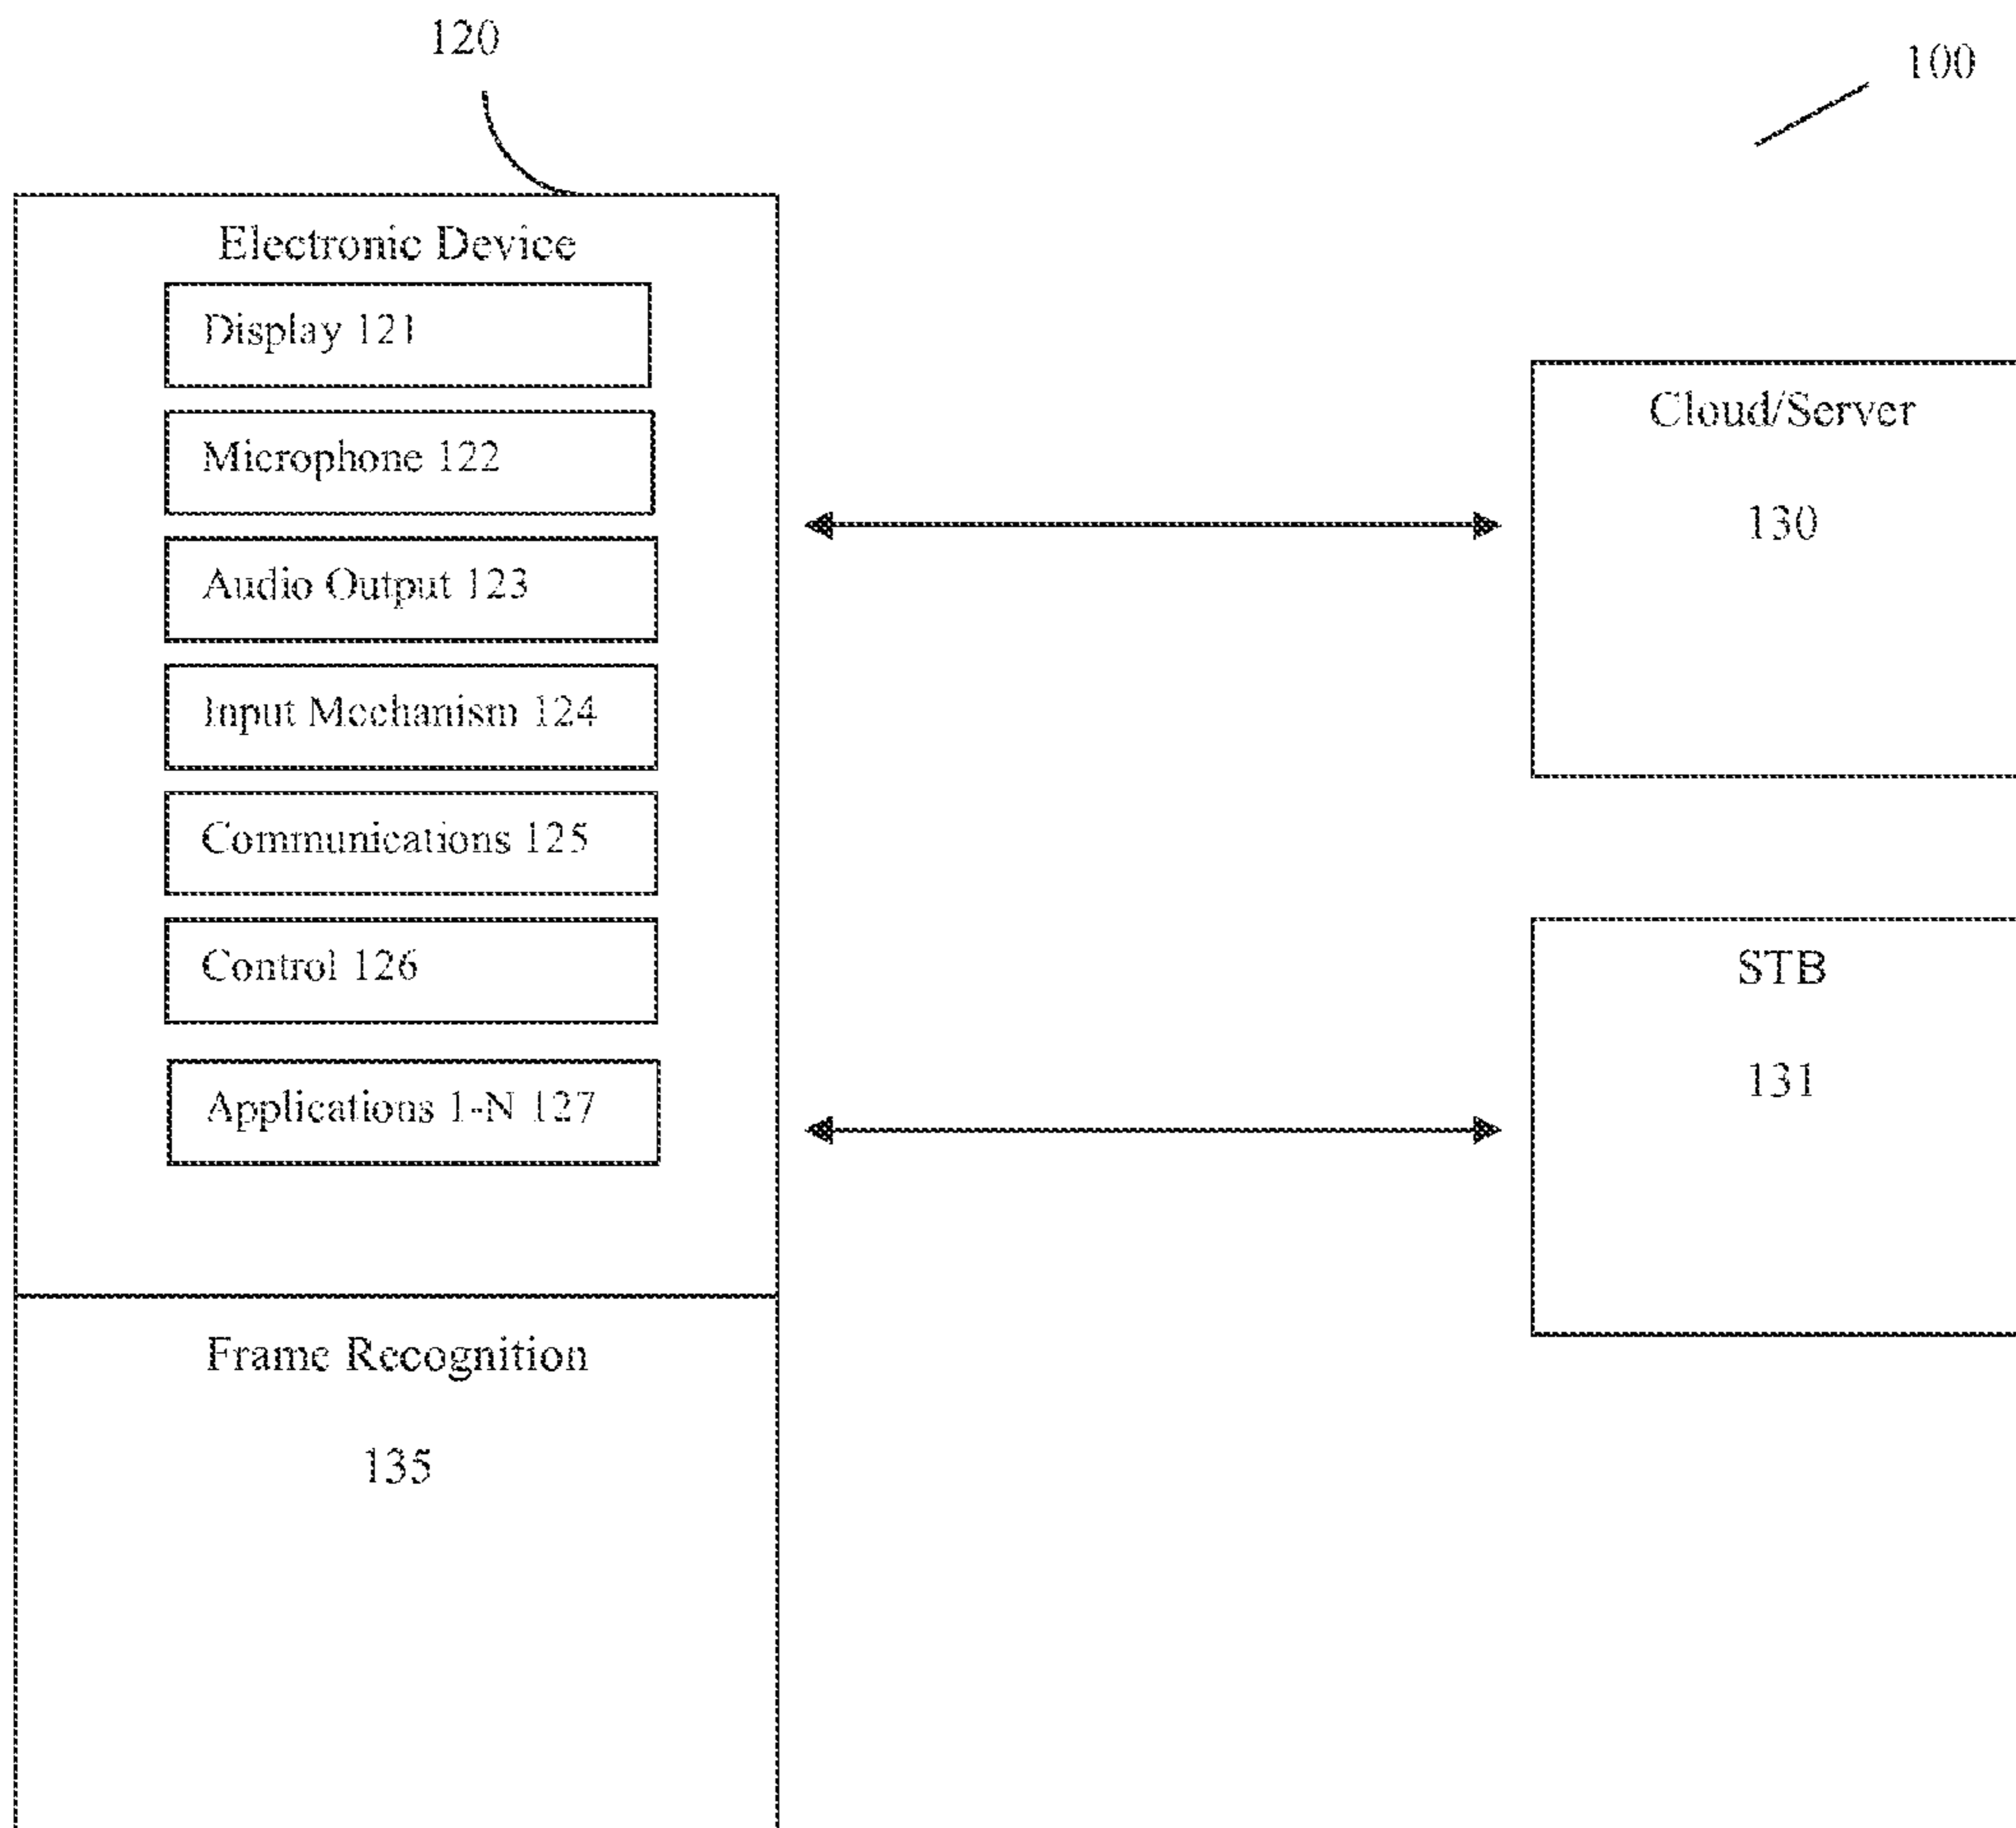 120
100
Electronic Device
Display 121
Microphone 122
Audio Output 123
Input Mechanism 124
Communications 125
Control 126
Applications 1-N 127
Frame Recognition
135
Cloud/Server
130
STB
131